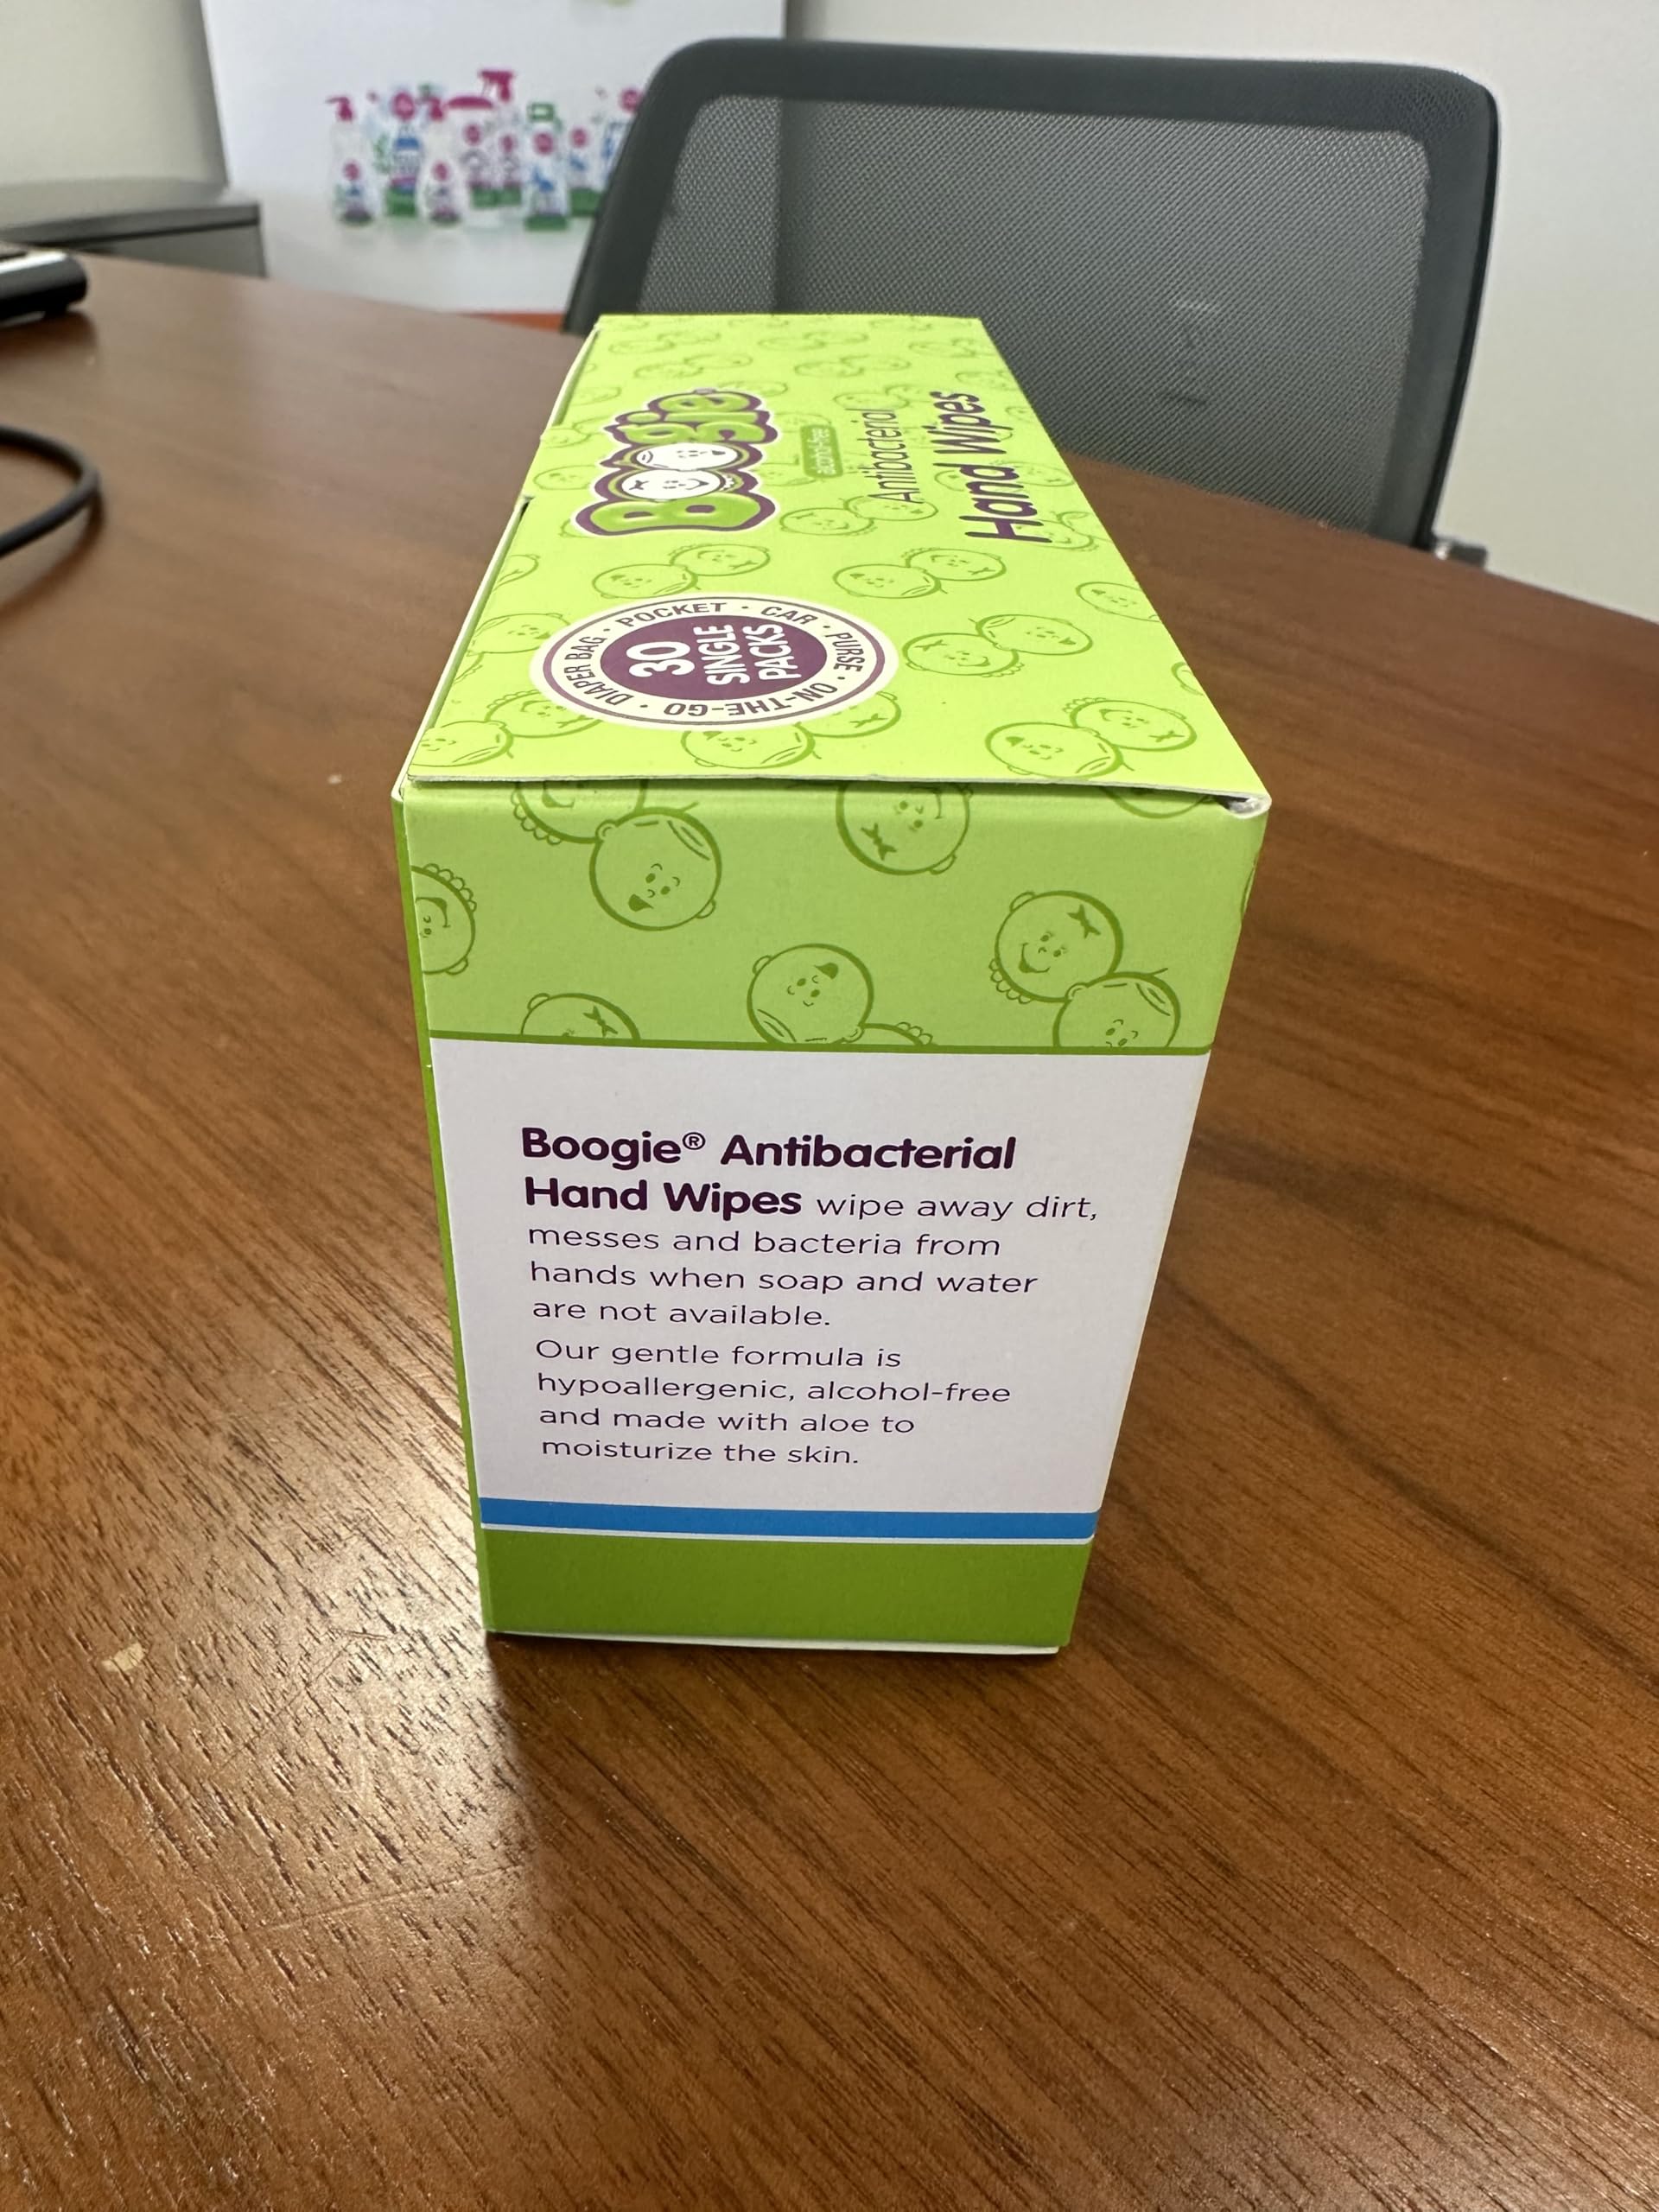 Boogie®
alcohol-free
Antibacterial
Hand Wipes
DIAPER BAG • POCKET • CAR • PURSE • ON-THE-GO •
30
SINGLE
PACKS
Boogie® Antibacterial
Hand Wipes wipe away dirt,
messes and bacteria from
hands when soap and water
are not available.
Our gentle formula is
hypoallergenic, alcohol-free
and made with aloe to
moisturize the skin.